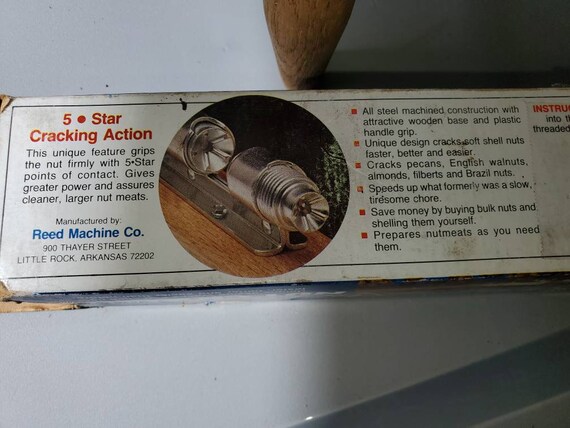 5 • Star
Cracking Action
This unique feature grips
the nut firmly with 5•Star
points of contact. Gives
greater power and assures
cleaner, larger nut meats.
Manufactured by:
Reed Machine Co.
900 THAYER STREET
LITTLE ROCK, ARKANSAS 72202
■ All steel machined construction with
attractive wooden base and plastic
handle grip.
■ Unique design cracks soft shell nuts
faster, better and easier.
■ Cracks pecans, English walnuts,
almonds, filberts and Brazil nuts.
■ Speeds up what formerly was a slow,
tiresome chore.
■ Save money by buying bulk nuts and
shelling them yourself.
■ Prepares nutmeats as you need
them.
INSTRUC
into th
threaded